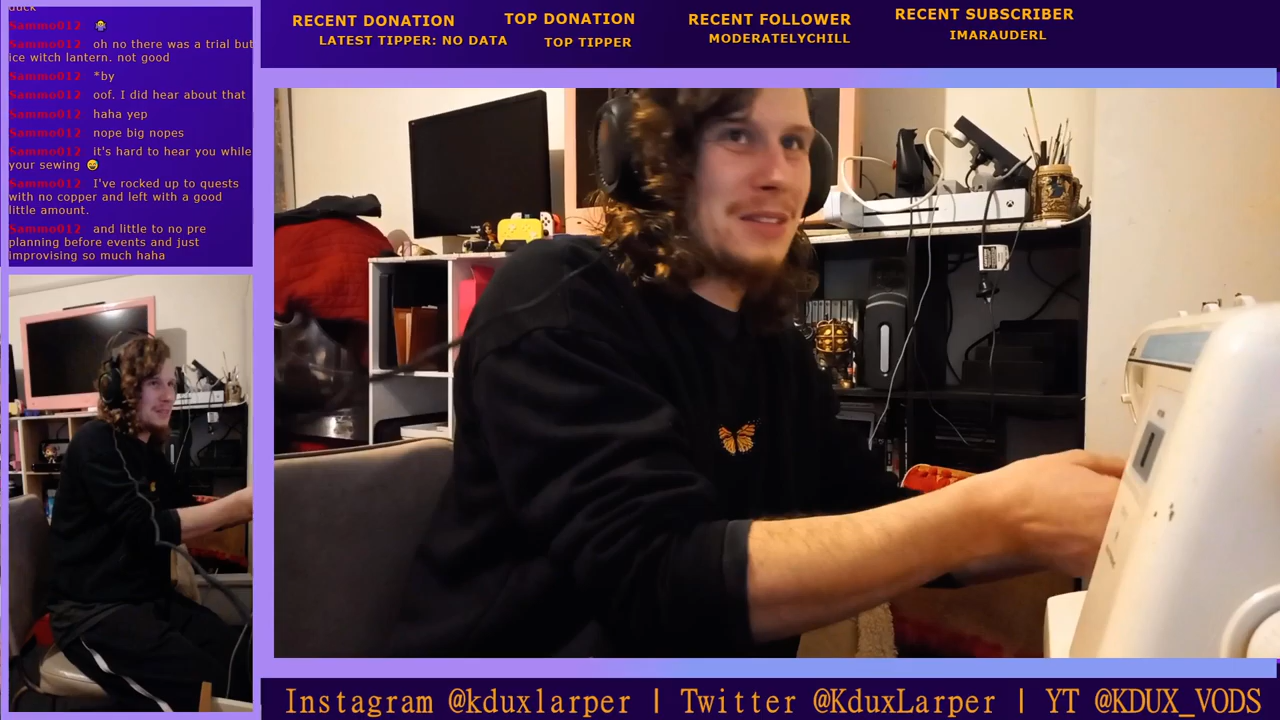 duck
Sammo012
Sammo012 oh no there was a trial but
ice witch lantern. not good
Sammo012 *by
Sammo012 oof. I did hear about that
Sammo012 haha yep
Sammo012 nope big nopes
Sammo012 it's hard to hear you while
your sewing 😄
Sammo012 I've rocked up to quests
with no copper and left with a good
little amount.
Sammo012 and little to no pre
planning before events and just
improvising so much haha
RECENT DONATION
LATEST TIPPER: NO DATA
TOP DONATION
TOP TIPPER
RECENT FOLLOWER
MODERATELYCHILL
RECENT SUBSCRIBER
IMARAUDERL
Instagram @kduxlarper | Twitter @KduxLarper | YT @KDUX_VODS